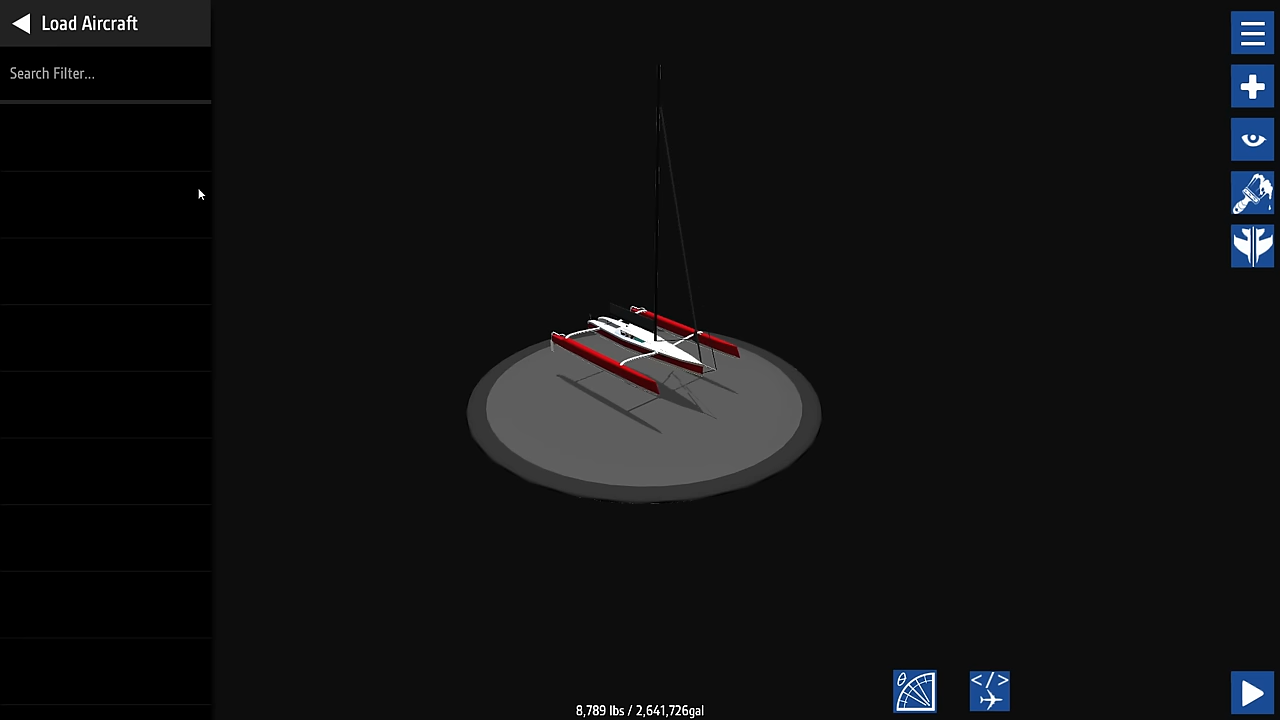 Load Aircraft
Search Filter...
θ
</>
8,789 lbs / 2,641,726gal